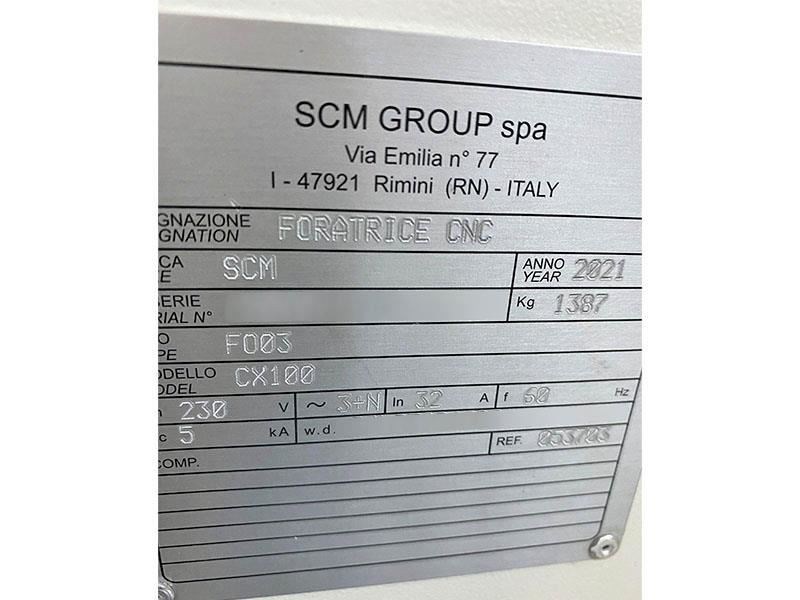 SCM GROUP spa
Via Emilia n° 77
I - 47921 Rimini (RN) - ITALY
GNAZIONE FORATRICE CNC
GNATION
CA SCM ANNO 2021
E YEAR
ERIE Kg 1387
RIAL N°
O F003
PE
ODELLO CX100
ODEL
n 230 V ~ 3+N In 32 A f 60 Hz
c 5 kA w.d.
REF. 053703
COMP.